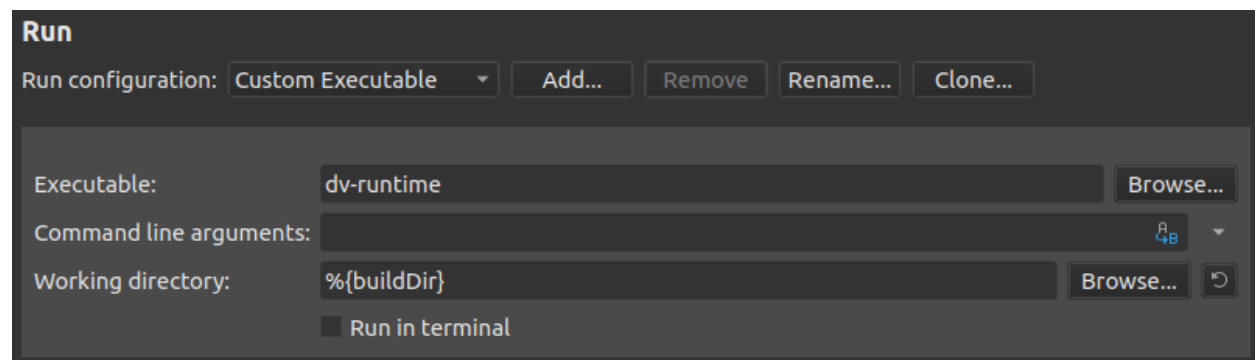 Run
Run configuration: Custom Executable Add... Remove Rename... Clone...
Executable: dv-runtime Browse...
Command line arguments:
Working directory: %{buildDir} Browse...
Run in terminal